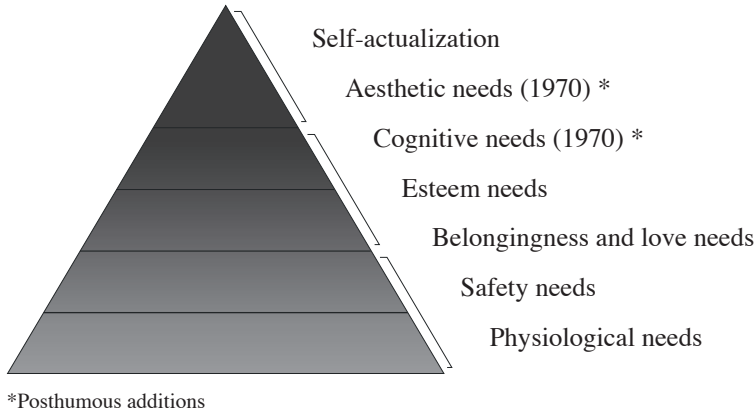 Self-actualization
Aesthetic needs (1970) *
Cognitive needs (1970) *
Esteem needs
Belongingness and love needs
Safety needs
Physiological needs
*Posthumous additions